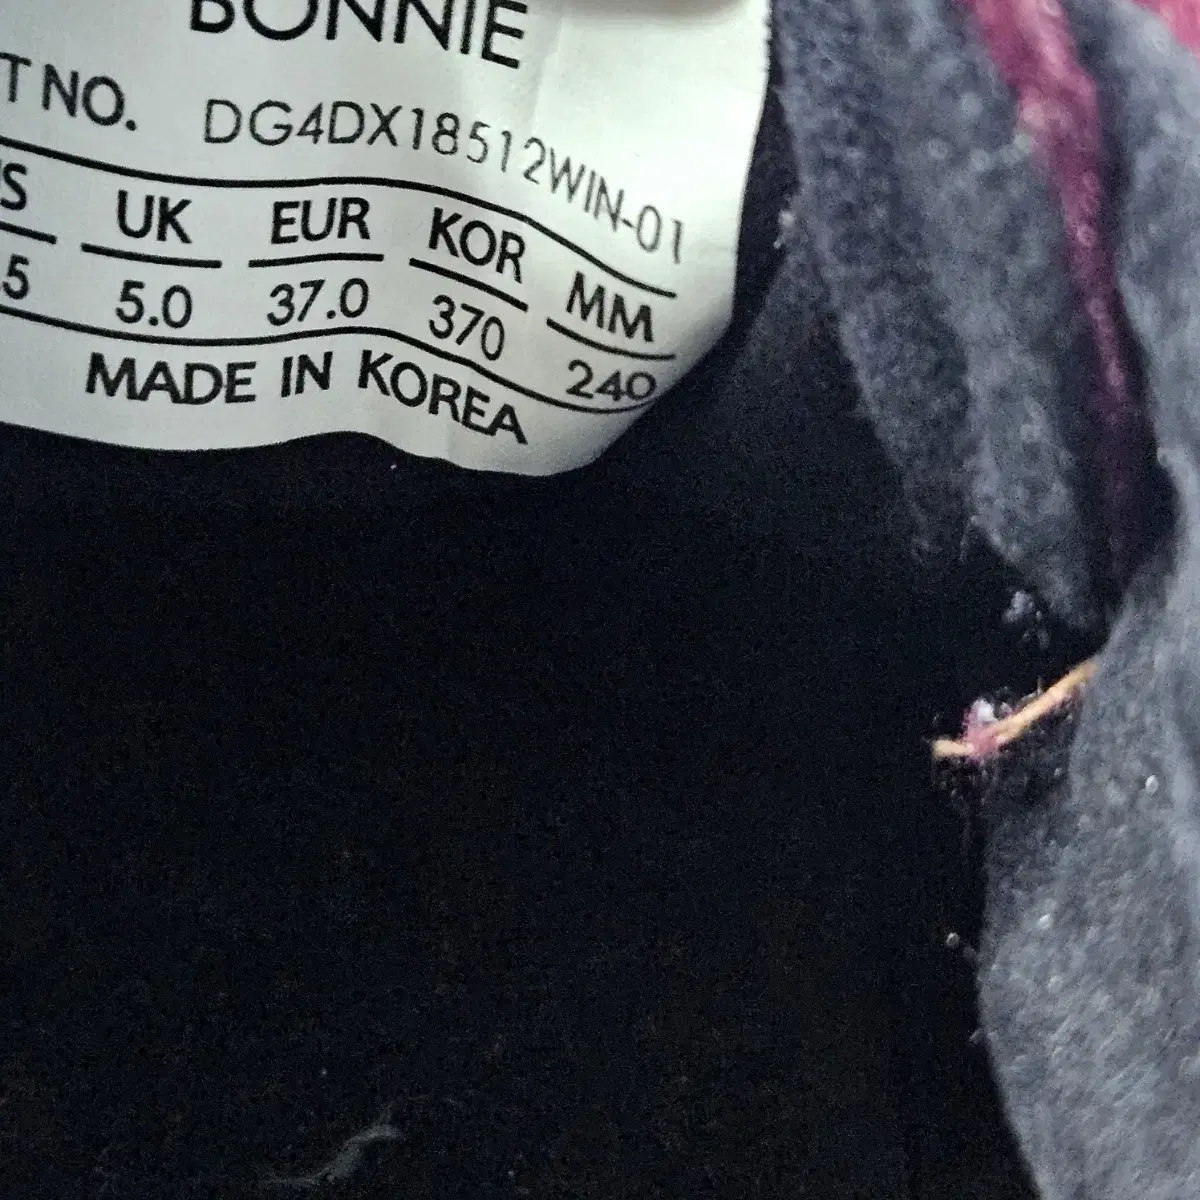 BONNIE
T NO. DG4DX18512WIN-01
S UK EUR KOR MM
5 5.0 37.0 370 240
MADE IN KOREA